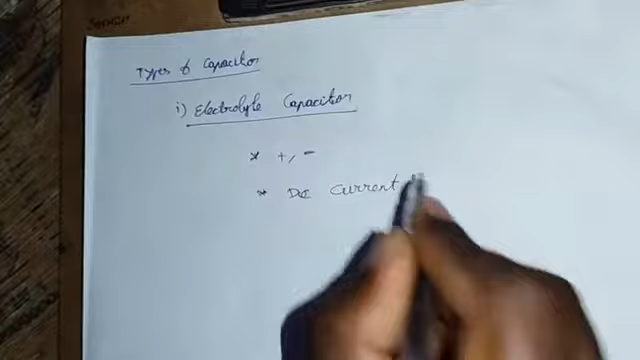 Types of Capacitor
i) Electrolyte Capacitor
* +, -
* DC Current